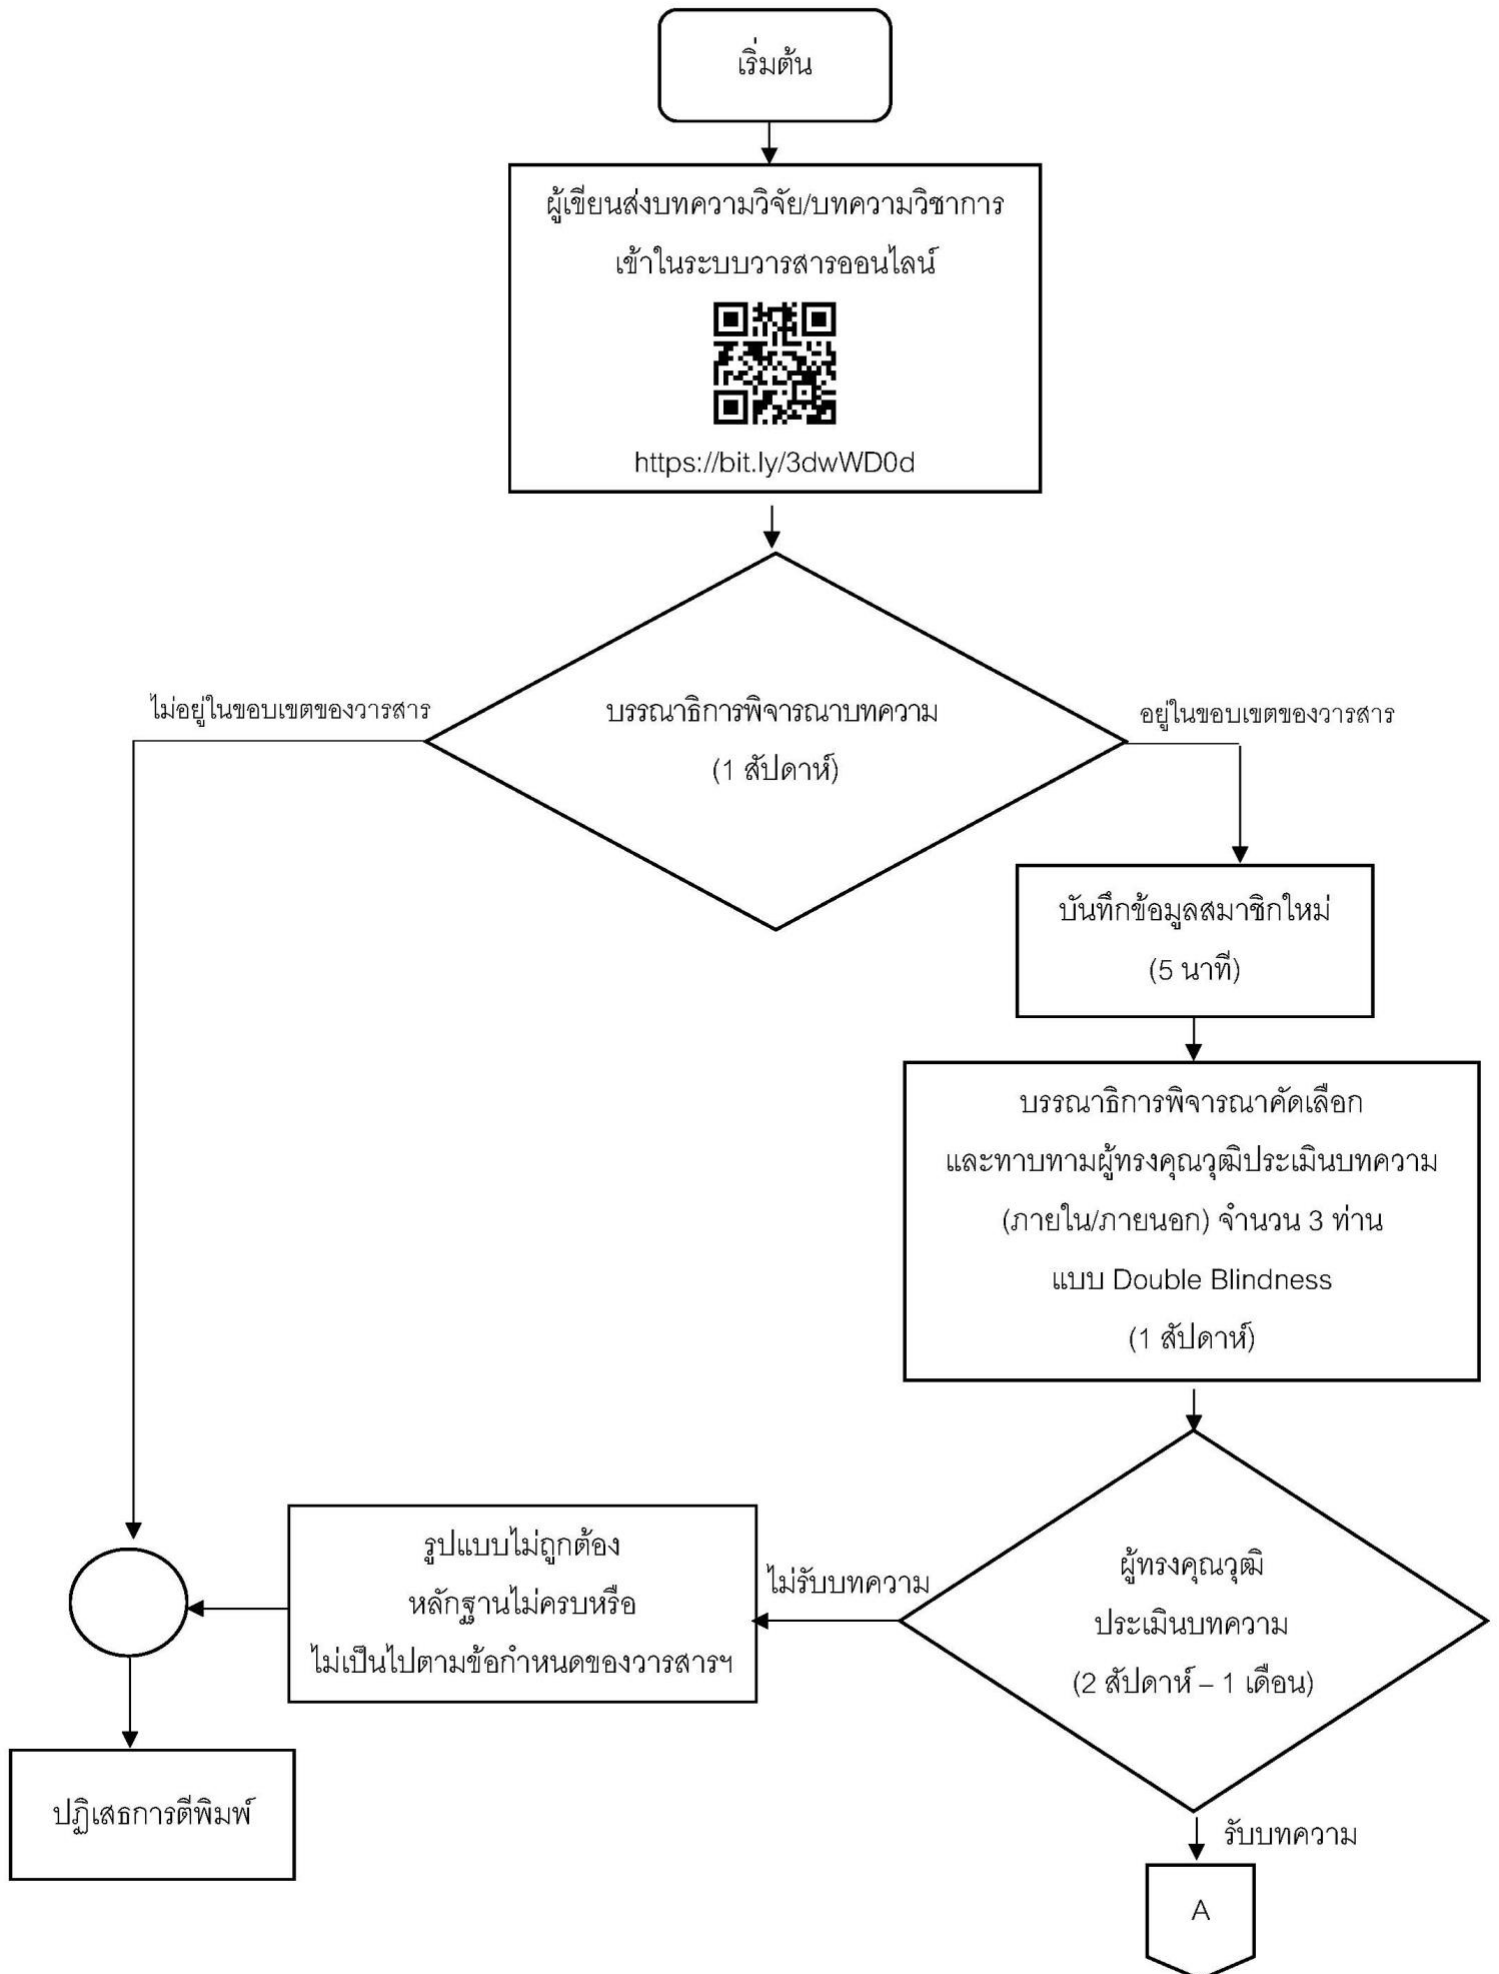 เริ่มต้น
ผู้เขียนส่งบทความวิจัย/บทความวิชาการ
เข้าในระบบวารสารออนไลน์
https://bit.ly/3dwWD0d
ไม่อยู่ในขอบเขตของวารสาร
บรรณาธิการพิจารณาบทความ
(1 สัปดาห์)
อยู่ในขอบเขตของวารสาร
บันทึกข้อมูลสมาชิกใหม่
(5 นาที)
บรรณาธิการพิจารณาคัดเลือก
และทาบทามผู้ทรงคุณวุฒิประเมินบทความ
(ภายใน/ภายนอก) จำนวน 3 ท่าน
แบบ Double Blindness
(1 สัปดาห์)
ผู้ทรงคุณวุฒิ
ประเมินบทความ
(2 สัปดาห์ – 1 เดือน)
ไม่รับบทความ
รูปแบบไม่ถูกต้อง
หลักฐานไม่ครบหรือ
ไม่เป็นไปตามข้อกำหนดของวารสารฯ
ปฏิเสธการตีพิมพ์
รับบทความ
A